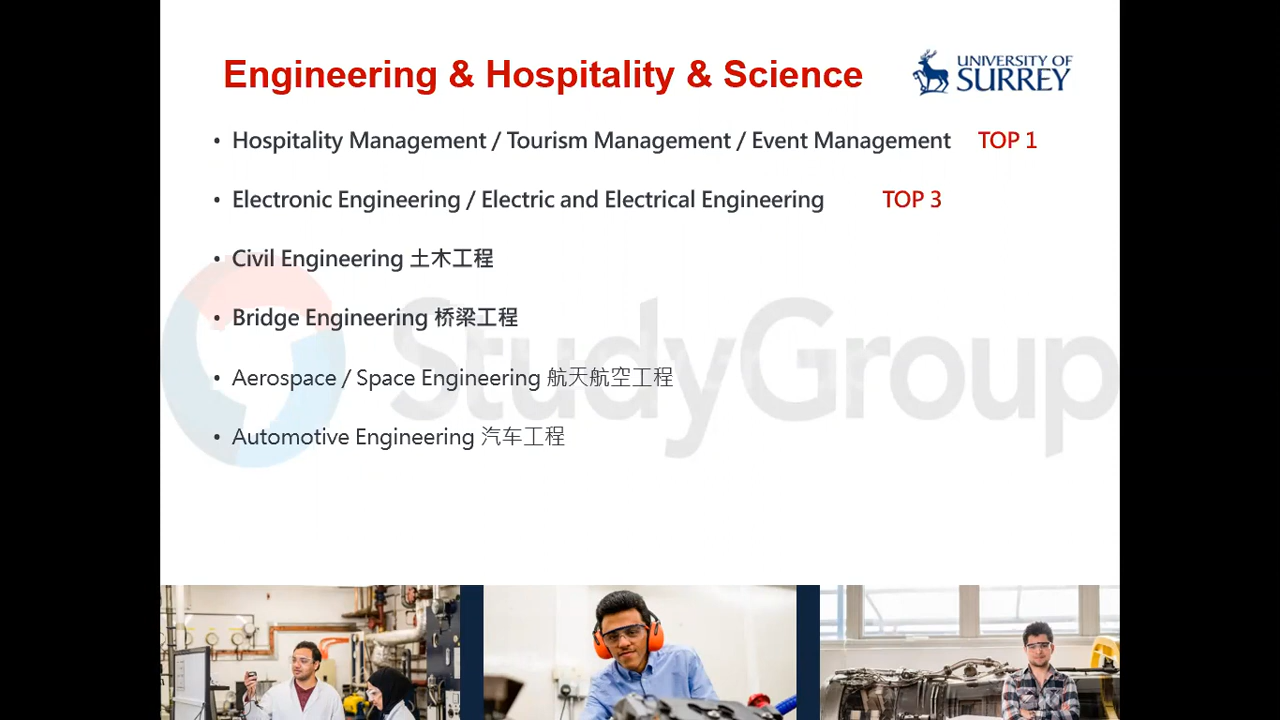 Engineering & Hospitality & Science
UNIVERSITY OF
SURREY
• Hospitality Management / Tourism Management / Event Management TOP 1
• Electronic Engineering / Electric and Electrical Engineering TOP 3
• Civil Engineering 土木工程
• Bridge Engineering 桥梁工程
• Aerospace / Space Engineering 航天航空工程
• Automotive Engineering 汽车工程
StudyGroup